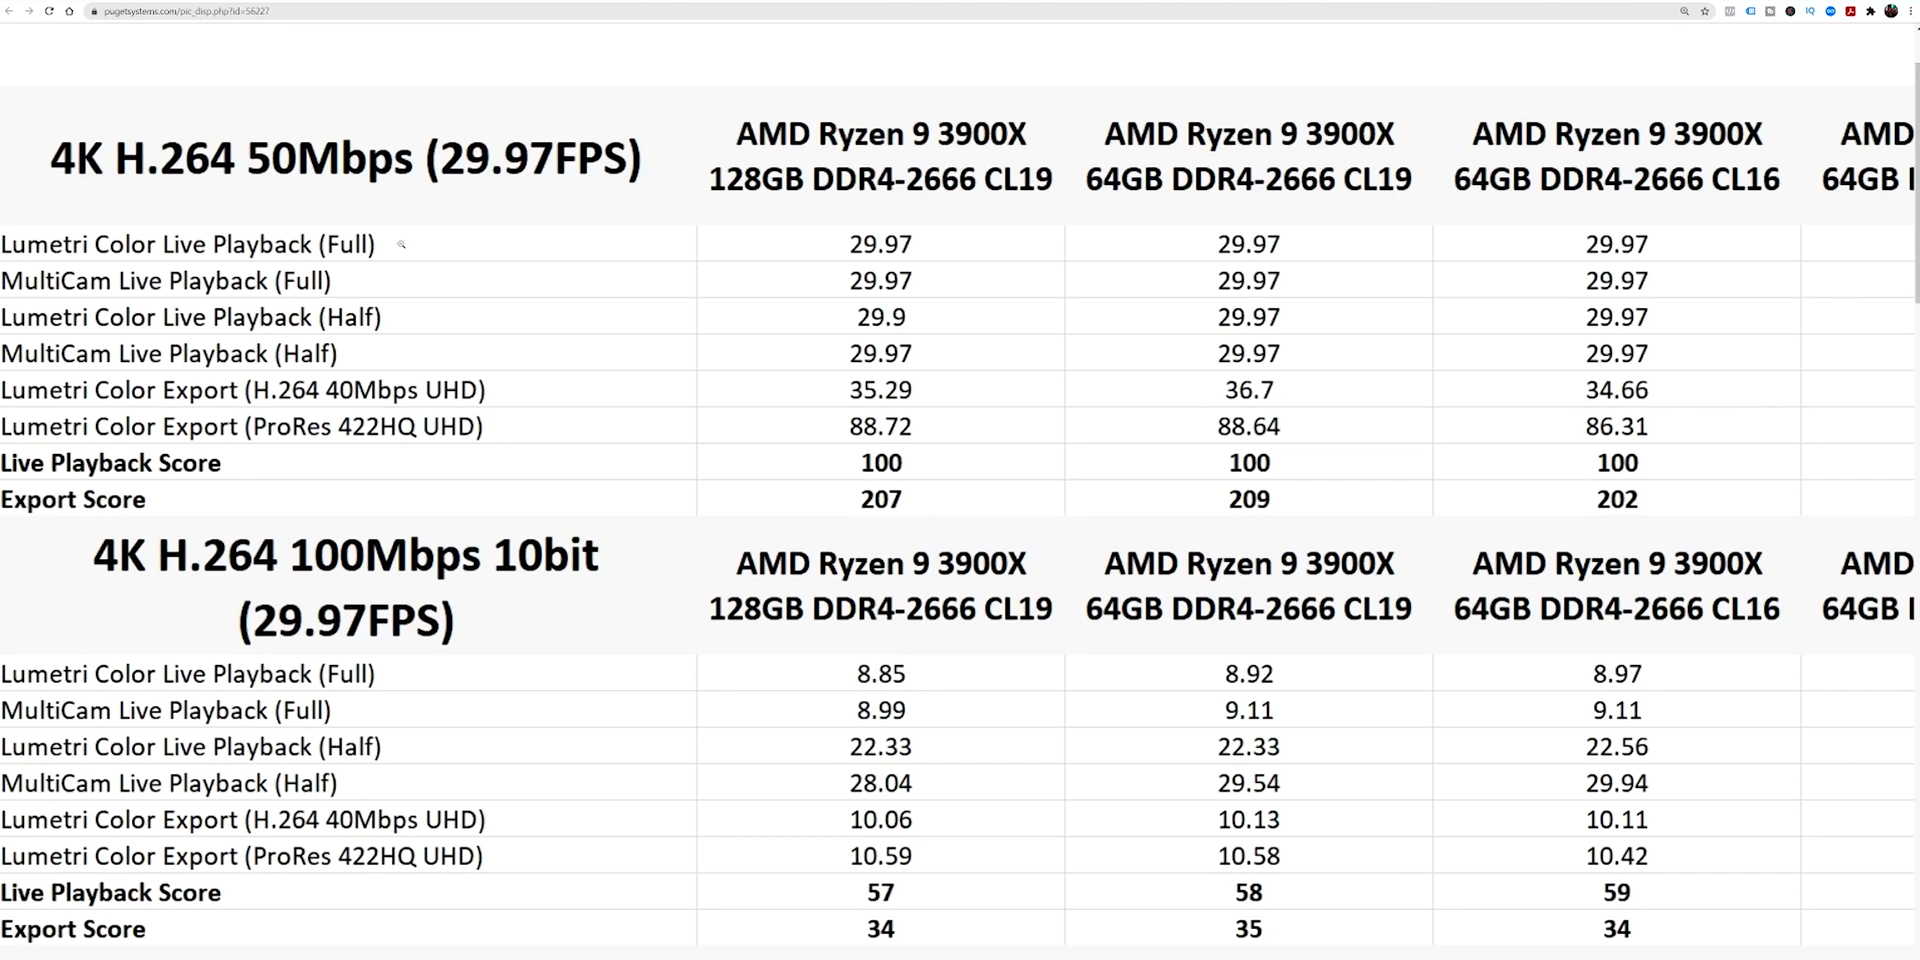 pugetsystems.com/pic_disp.php?id=56227
4K H.264 50Mbps (29.97FPS) AMD Ryzen 9 3900X 128GB DDR4-2666 CL19 AMD Ryzen 9 3900X 64GB DDR4-2666 CL19 AMD Ryzen 9 3900X 64GB DDR4-2666 CL16 AMD 64GB
Lumetri Color Live Playback (Full) 29.97 29.97 29.97
MultiCam Live Playback (Full) 29.97 29.97 29.97
Lumetri Color Live Playback (Half) 29.9 29.97 29.97
MultiCam Live Playback (Half) 29.97 29.97 29.97
Lumetri Color Export (H.264 40Mbps UHD) 35.29 36.7 34.66
Lumetri Color Export (ProRes 422HQ UHD) 88.72 88.64 86.31
Live Playback Score 100 100 100
Export Score 207 209 202
4K H.264 100Mbps 10bit (29.97FPS) AMD Ryzen 9 3900X 128GB DDR4-2666 CL19 AMD Ryzen 9 3900X 64GB DDR4-2666 CL19 AMD Ryzen 9 3900X 64GB DDR4-2666 CL16 AMD 64GB
Lumetri Color Live Playback (Full) 8.85 8.92 8.97
MultiCam Live Playback (Full) 8.99 9.11 9.11
Lumetri Color Live Playback (Half) 22.33 22.33 22.56
MultiCam Live Playback (Half) 28.04 29.54 29.94
Lumetri Color Export (H.264 40Mbps UHD) 10.06 10.13 10.11
Lumetri Color Export (ProRes 422HQ UHD) 10.59 10.58 10.42
Live Playback Score 57 58 59
Export Score 34 35 34